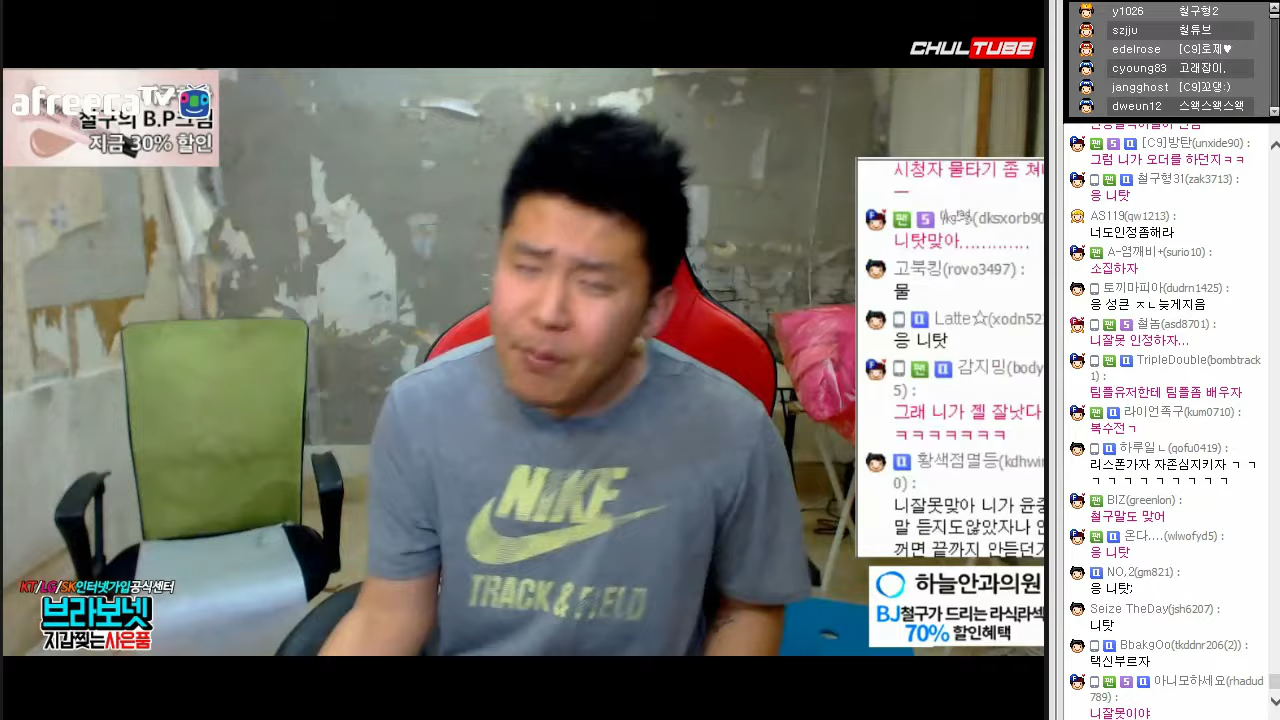 CHULTUBE
afreecaTV
철구의 B.P크림
지금 30% 할인
NIKE
TRACK & FIELD
KT/LG/SK인터넷가입공식센터
브라보넷
지갑찢는사은품
시청자 물타기 좀 쳐
(dksxorb90
니탓맞아............
고북킹(rovo3497) :
물
Latte☆(xodn52
응 니탓
감지밍(body
5) :
그래 니가 젤 잘낫다
ㅋㅋㅋㅋㅋㅋㅋ
황색점멸등(kdhwin
0) :
니잘못맞아 니가 윤종
말 듣지도않았자나
꺼면 끝까지 안듣던가
하늘안과의원
BJ철구가 드리는 라식,라섹
70% 할인혜택
y1026 철구형2
szjju 철튜브
edelrose [C9]로제♥
cyoung83 고래잡이,
jangghost [C9]꼬댕:)
dweun12 스왝스왝스왝
[C9]방탄(unxide90) :
그럼 니가 오더를 하던지ㅋㅋ
철구형31(zak3713) :
응 니탓
AS119(qw1213) :
너도인정좀해라
A-염깨비+(surio10) :
소집하자
토끼마피아(dudrn1425) :
응 성큰 ㅈㄴ늦게지음
철놈(asd8701) :
니잘못 인정하자...
TripleDouble(bombtrack
1) :
팀플유저한테 팀플좀 배우자
라이언족구(kum0710) :
복수전ㄱ
하루일ㄴ(qofu0419) :
리스폰가자 자존심지키자 ㄱ ㄱ
ㄱ ㄱ ㄱ ㄱ ㄱ ㄱ ㄱ ㄱ
BIZ(greenlon) :
철구말도 맞어
온다....(wlwofyd5) :
응 니탓
NO,2(gm821) :
응 니탓;
Seize TheDay(jsh6207) :
니탓
BbakgOo(tkddnr206(2)) :
택신부르자
아니모하세요(rhadud
789) :
니잘못이야